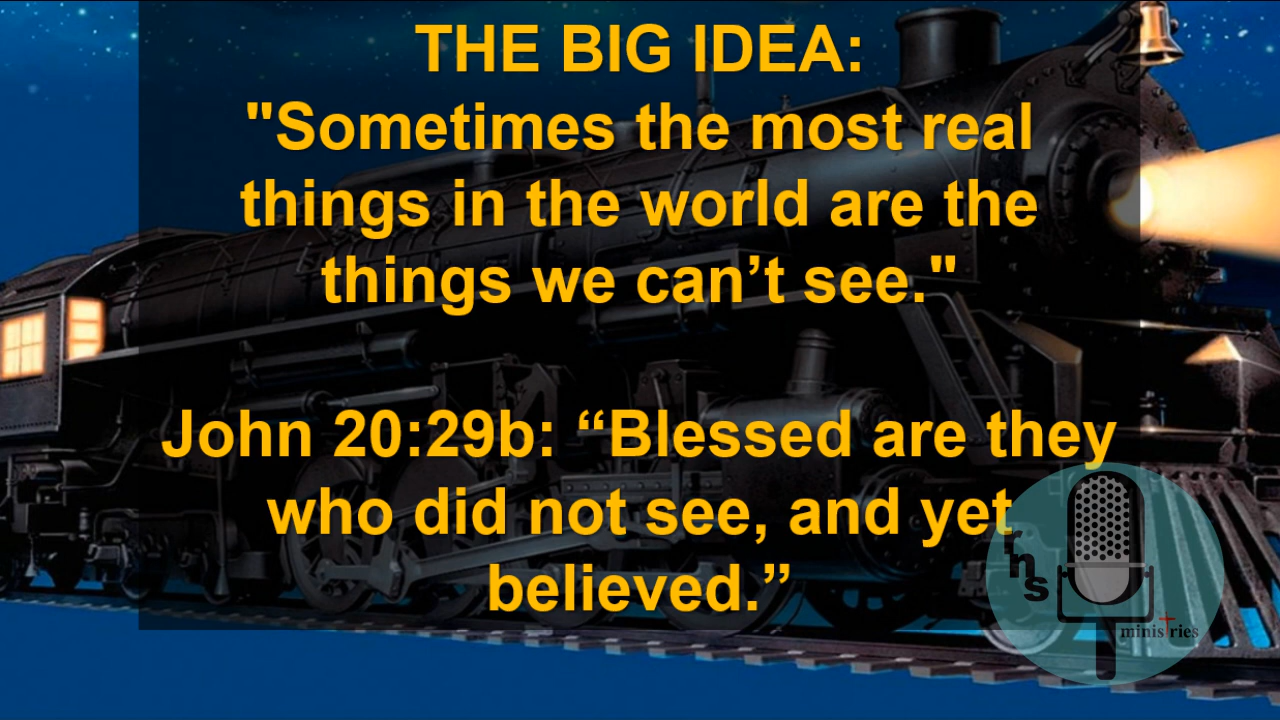 THE BIG IDEA:
"Sometimes the most real
things in the world are the
things we can’t see."
John 20:29b: “Blessed are they
who did not see, and yet
believed.”
rhs
ministries